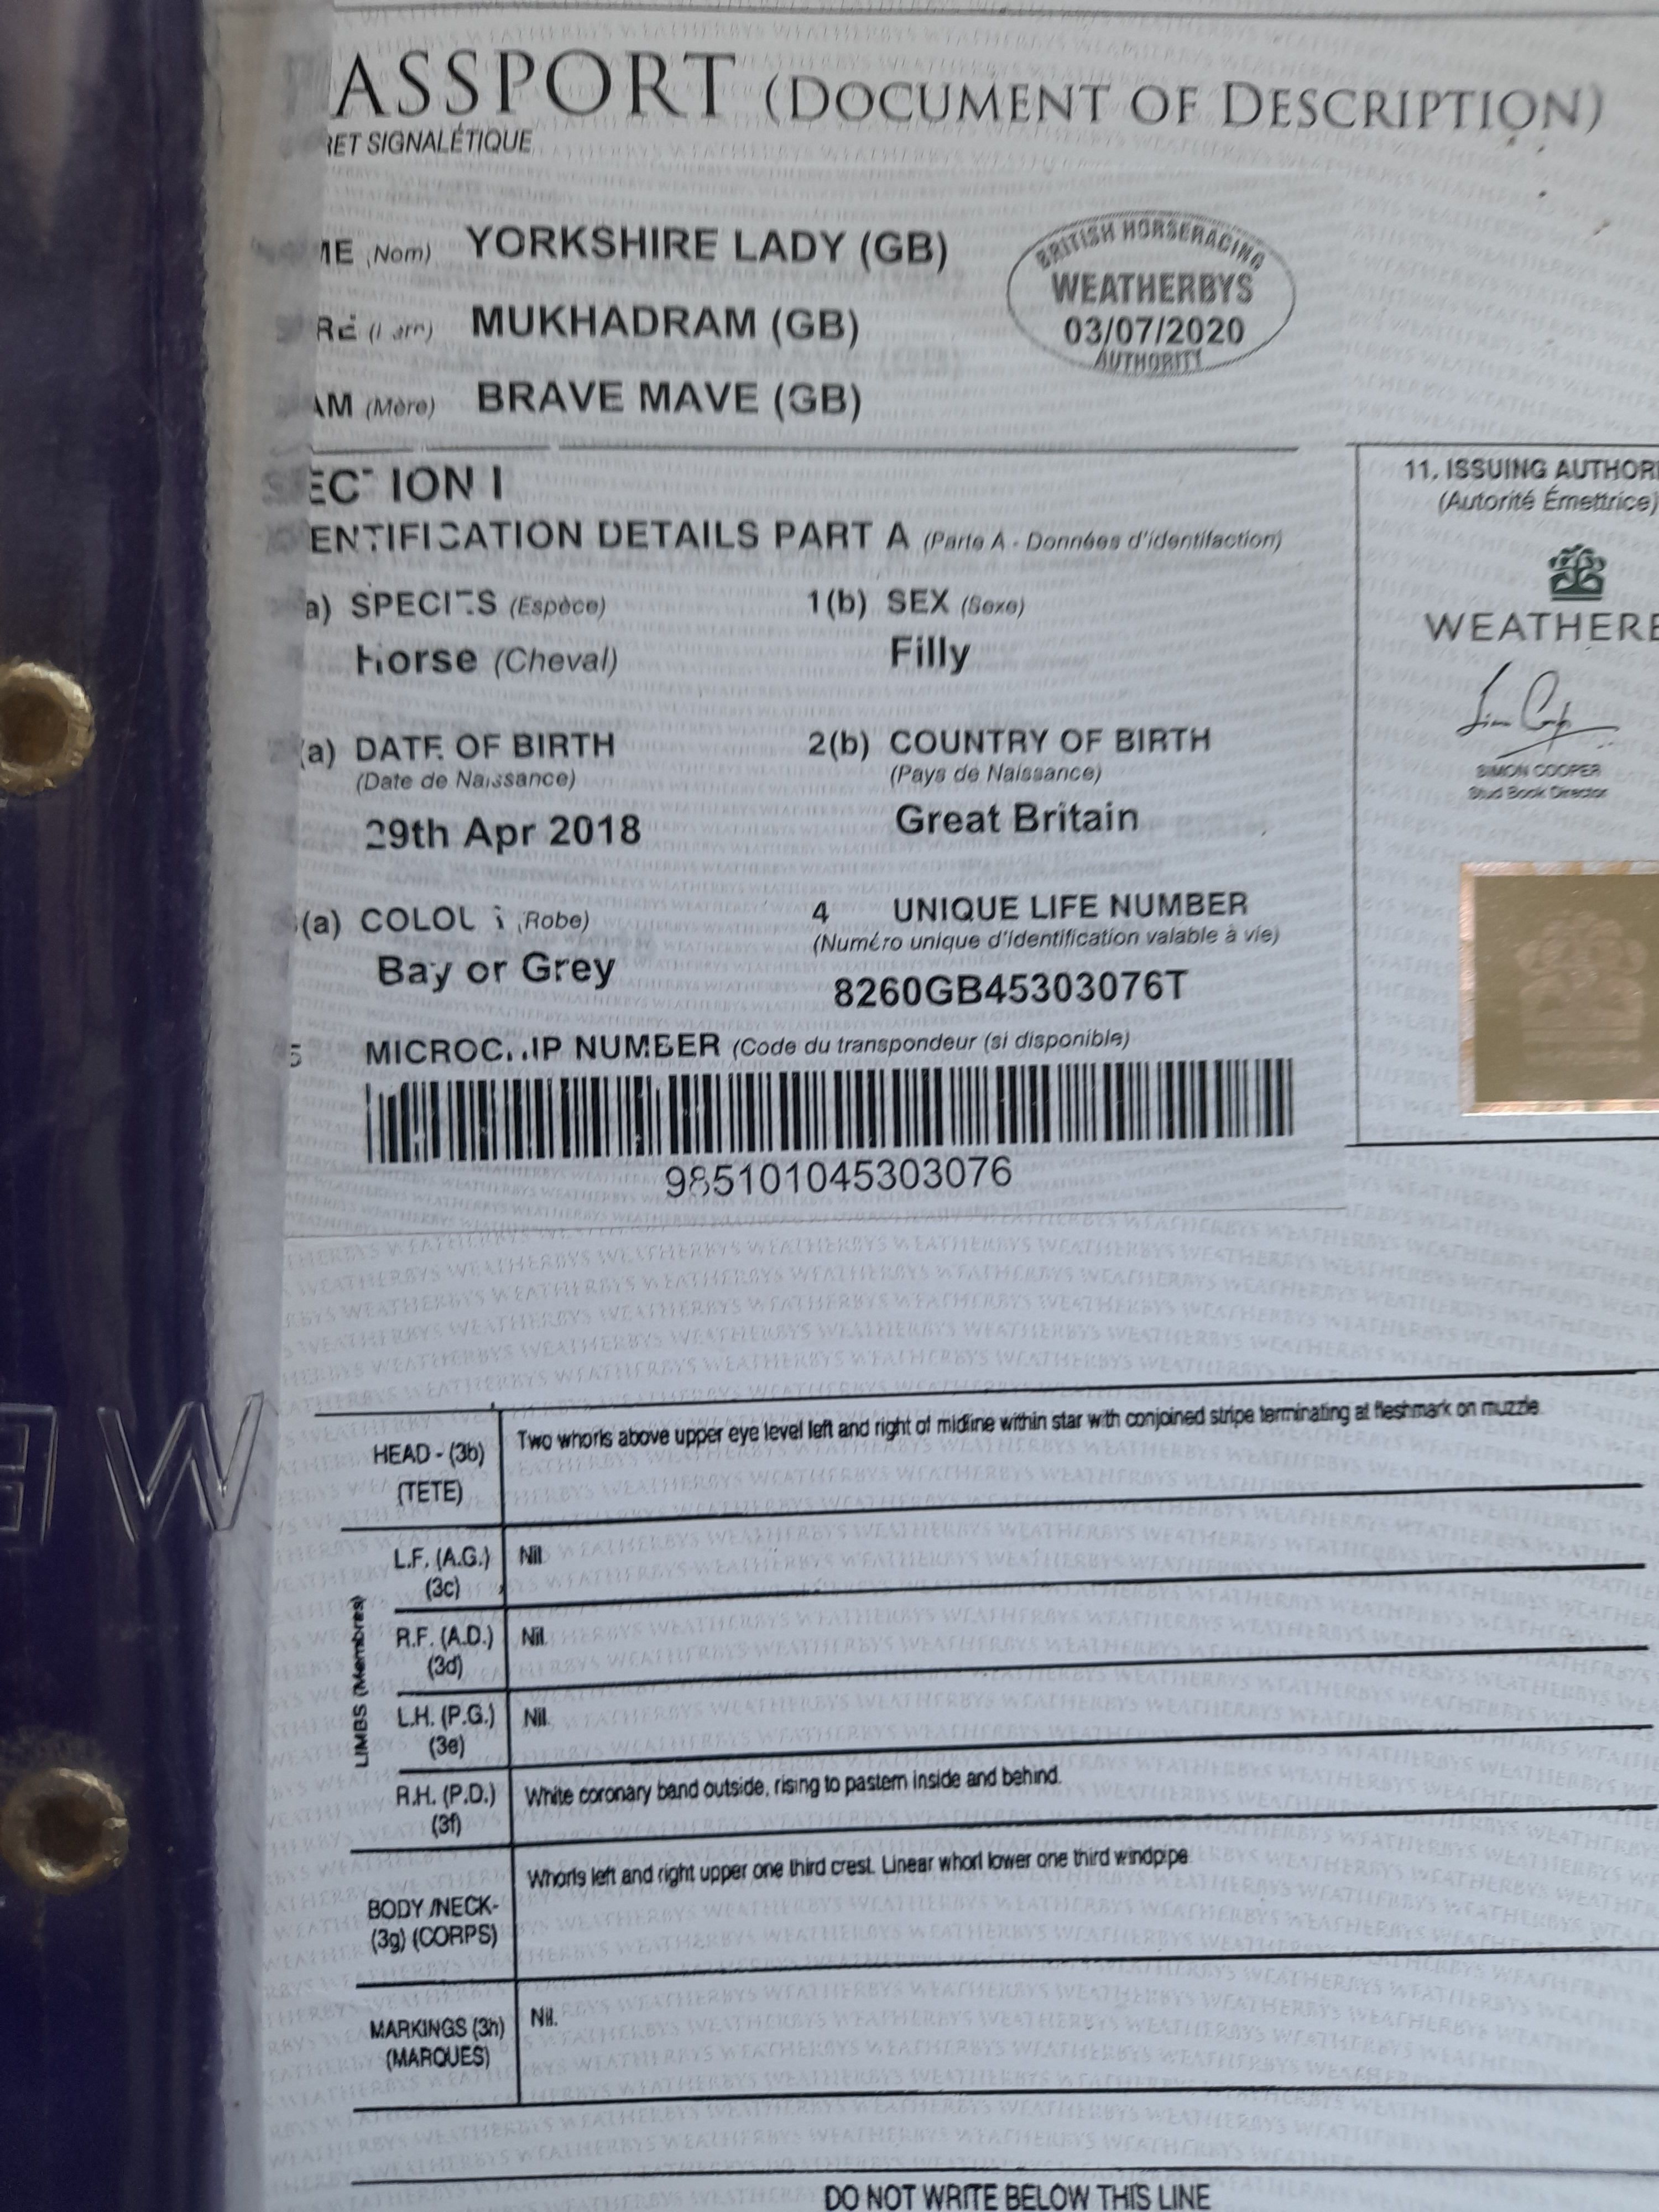 ASSPORT (DOCUMENT OF DESCRIPTION)
RET SIGNALÉTIQUE
ME (Nom) YORKSHIRE LADY (GB)
RE MUKHADRAM (GB)
AM (Mère) BRAVE MAVE (GB)
BRITISH HORSERACING
WEATHERBYS
03/07/2020
AUTHORITY
SECTION I
ENTIFICATION DETAILS PART A (Parte A - Données d'identifaction)
a) SPECIES (Espèce) 1(b) SEX (Sexe)
Horse (Cheval) Filly
(a) DATE OF BIRTH 2(b) COUNTRY OF BIRTH
(Date de Naissance) (Pays de Naissance)
29th Apr 2018 Great Britain
(a) COLOUR (Robe) 4 UNIQUE LIFE NUMBER
(Numéro unique d'identification valable à vie)
Bay or Grey 8260GB45303076T
5 MICROCHIP NUMBER (Code du transpondeur (si disponible)
985101045303076
11. ISSUING AUTHORI
(Autorité Émettrice)
WEATHERB
SIMON COOPER
Stud Book Director
HEAD - (3b) Two whorls above upper eye level left and right of midline within star with conjoined stripe terminating at fleshmark on muzzle.
(TETE)
LIMBS (Membres)
L.F. (A.G.) Nil
(3c)
R.F. (A.D.) Nil.
(3d)
L.H. (P.G.) Nil.
(3e)
R.H. (P.D.) White coronary band outside, rising to pastern inside and behind.
(3f)
BODY /NECK- Whorls left and right upper one third crest. Linear whorl lower one third windpipe.
(3g) (CORPS)
MARKINGS (3h) Nil.
(MARQUES)
DO NOT WRITE BELOW THIS LINE